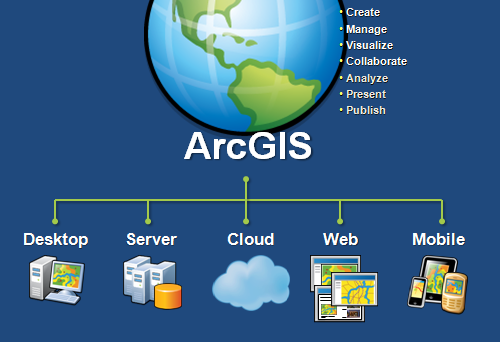 • Create
• Manage
• Visualize
• Collaborate
• Analyze
• Present
• Publish
ArcGIS
Desktop Server Cloud Web Mobile